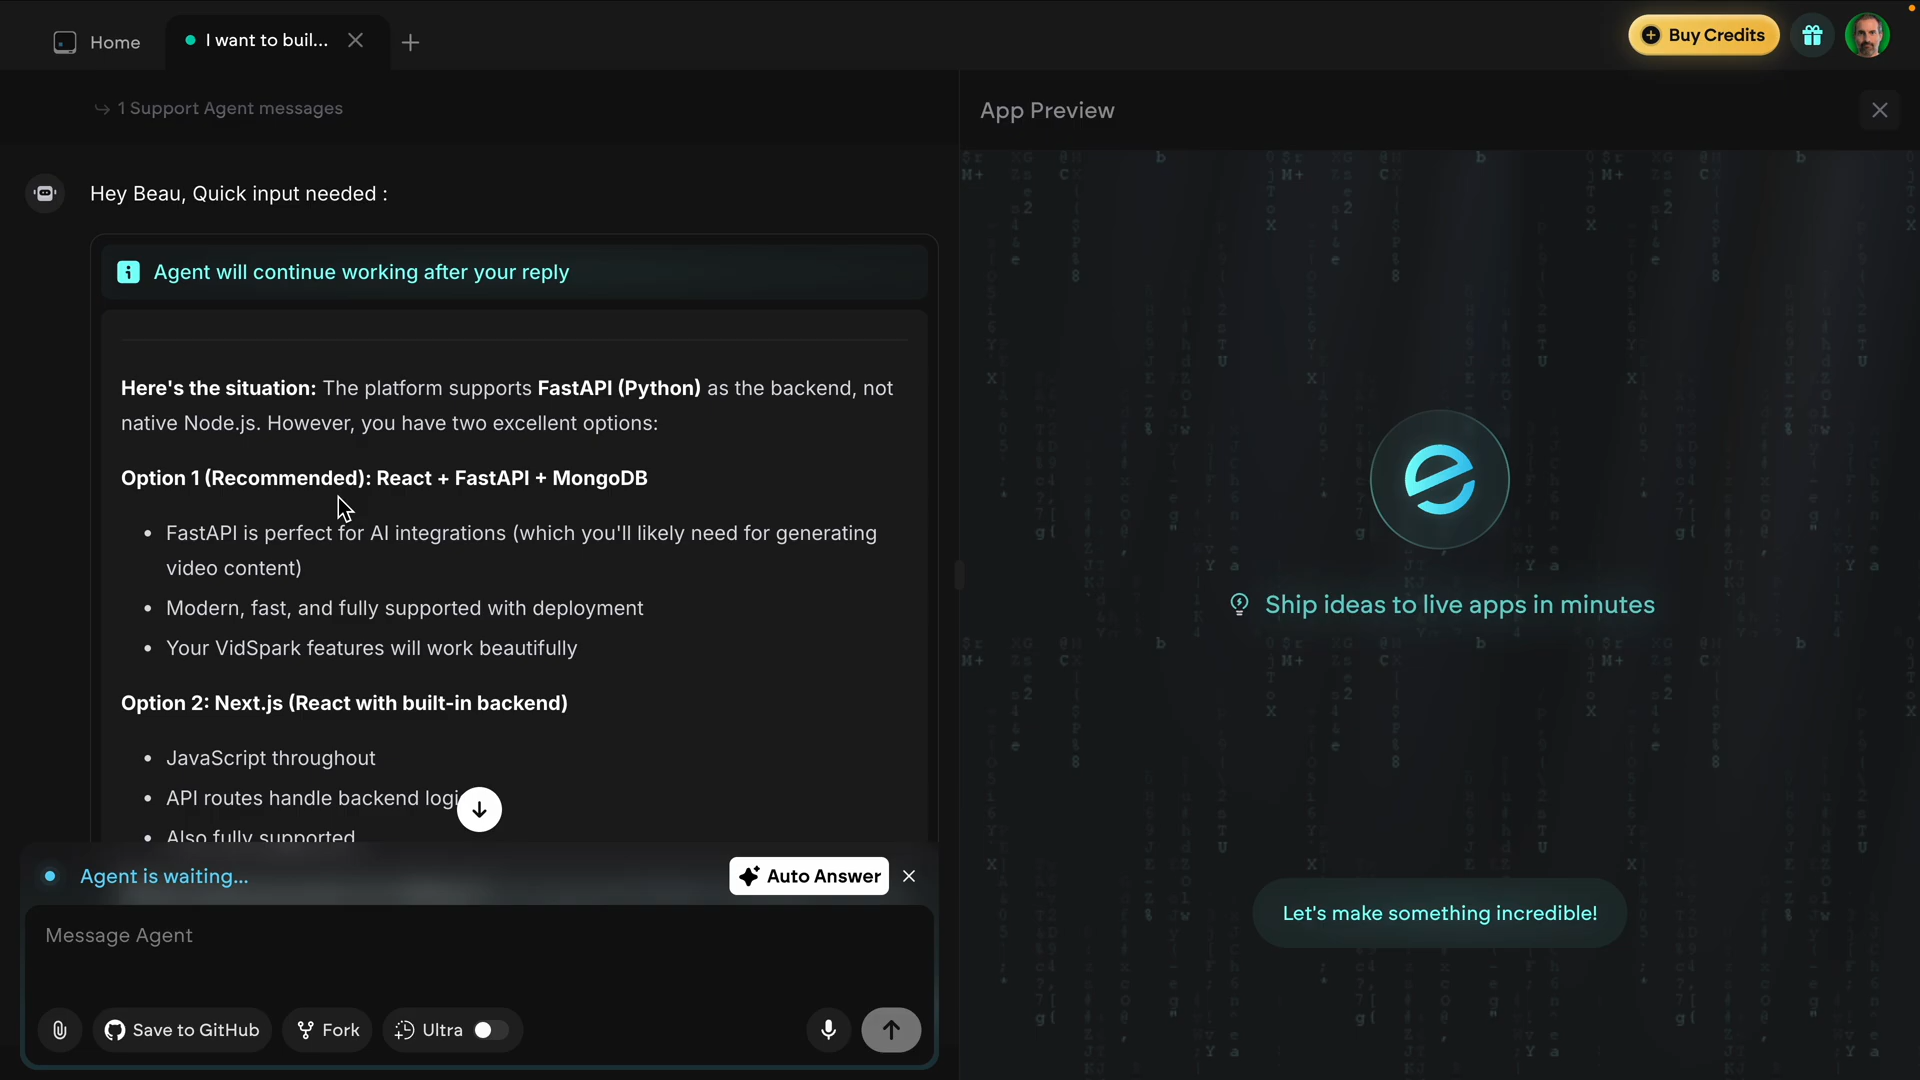 Home
I want to buil...
Buy Credits
1 Support Agent messages
App Preview
Hey Beau, Quick input needed :
Agent will continue working after your reply
Here's the situation: The platform supports FastAPI (Python) as the backend, not
native Node.js. However, you have two excellent options:
Option 1 (Recommended): React + FastAPI + MongoDB
• FastAPI is perfect for AI integrations (which you'll likely need for generating
video content)
• Modern, fast, and fully supported with deployment
• Your VidSpark features will work beautifully
Option 2: Next.js (React with built-in backend)
• JavaScript throughout
• API routes handle backend logi
• Also fully supported
Agent is waiting...
Auto Answer
Message Agent
Save to GitHub
Fork
Ultra
Ship ideas to live apps in minutes
Let's make something incredible!